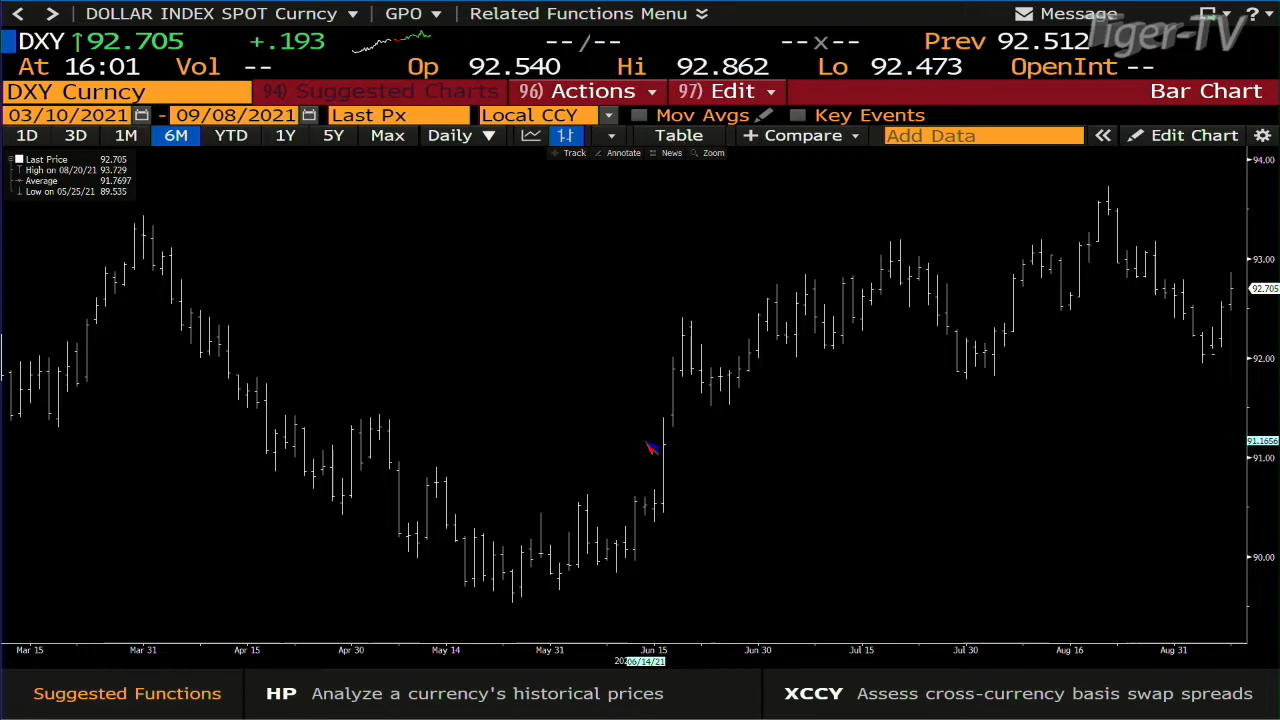 DOLLAR INDEX SPOT Curncy GPO Related Functions Menu Message ?
Tiger-TV
DXY ↑92.705 +.193 --/-- --x-- Prev 92.512
At 16:01 Vol -- Op 92.540 Hi 92.862 Lo 92.473 OpenInt --
DXY Curncy 94) Suggested Charts 96) Actions 97) Edit Bar Chart
03/10/2021 - 09/08/2021 Last Px Local CCY Mov Avgs Key Events
1D 3D 1M 6M YTD 1Y 5Y Max Daily ▼ Table + Compare Add Data « Edit Chart
Track Annotate News Zoom
Last Price 92.705
High on 08/20/21 93.729
Average 91.7697
Low on 05/25/21 89.535
94.00
93.00
92.705
92.00
91.1656
91.00
90.00
Mar 15 Mar 31 Apr 15 Apr 30 May 14 May 31 Jun 15 Jun 30 Jul 15 Jul 30 Aug 16 Aug 31
06/14/21
Suggested Functions HP Analyze a currency's historical prices XCCY Assess cross-currency basis swap spreads